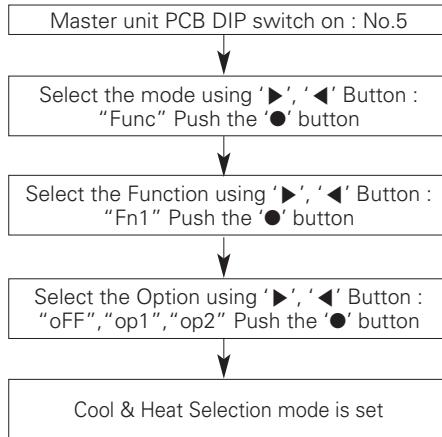 Master unit PCB DIP switch on : No.5
Select the mode using ‘▶’, ‘◀’ Button :
“Func” Push the ‘●’ button
Select the Function using ‘▶’, ‘◀’ Button :
“Fn1” Push the ‘●’ button
Select the Option using ‘▶’, ‘◀’ Button :
“oFF”,“op1”,“op2” Push the ‘●’ button
Cool & Heat Selection mode is set